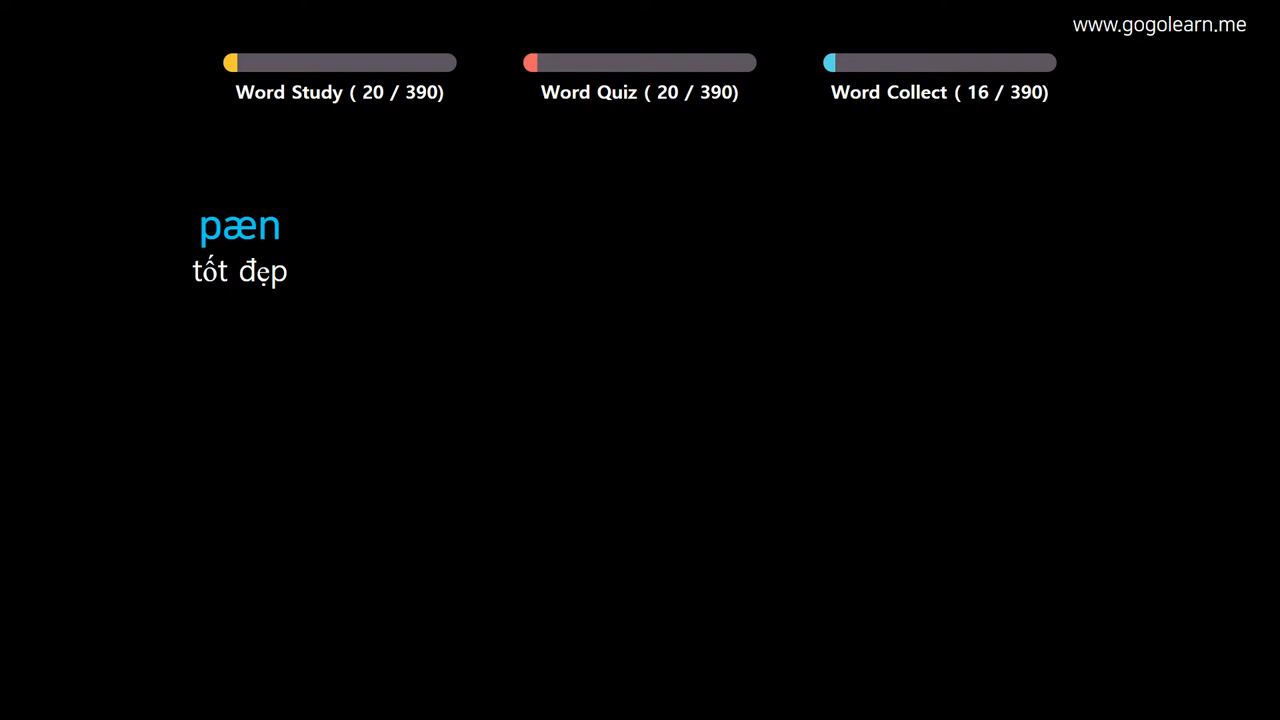 www.gogolearn.me
Word Study ( 20 / 390)
Word Quiz ( 20 / 390)
Word Collect ( 16 / 390)
pæn
tốt đẹp